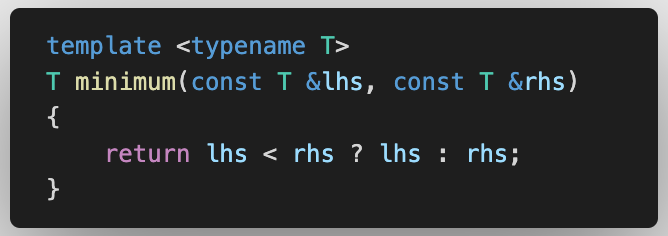 template <typename T>
T minimum(const T &lhs, const T &rhs)
{
    return lhs < rhs ? lhs : rhs;
}